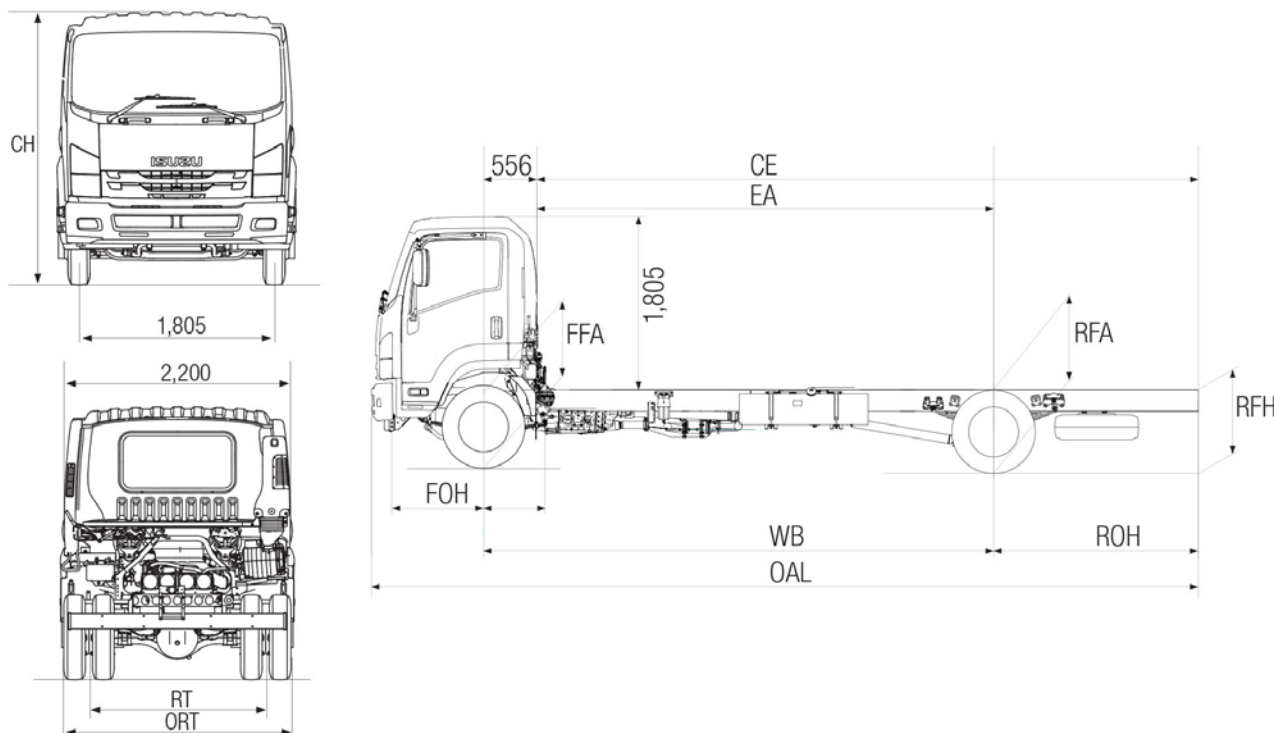 CH
ISUZU
1,805
2,200
RT
ORT
556
CE
EA
1,805
FFA
RFA
RFH
FOH
WB
ROH
OAL